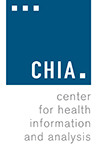 CHIA.
center
for health
information
and analysis